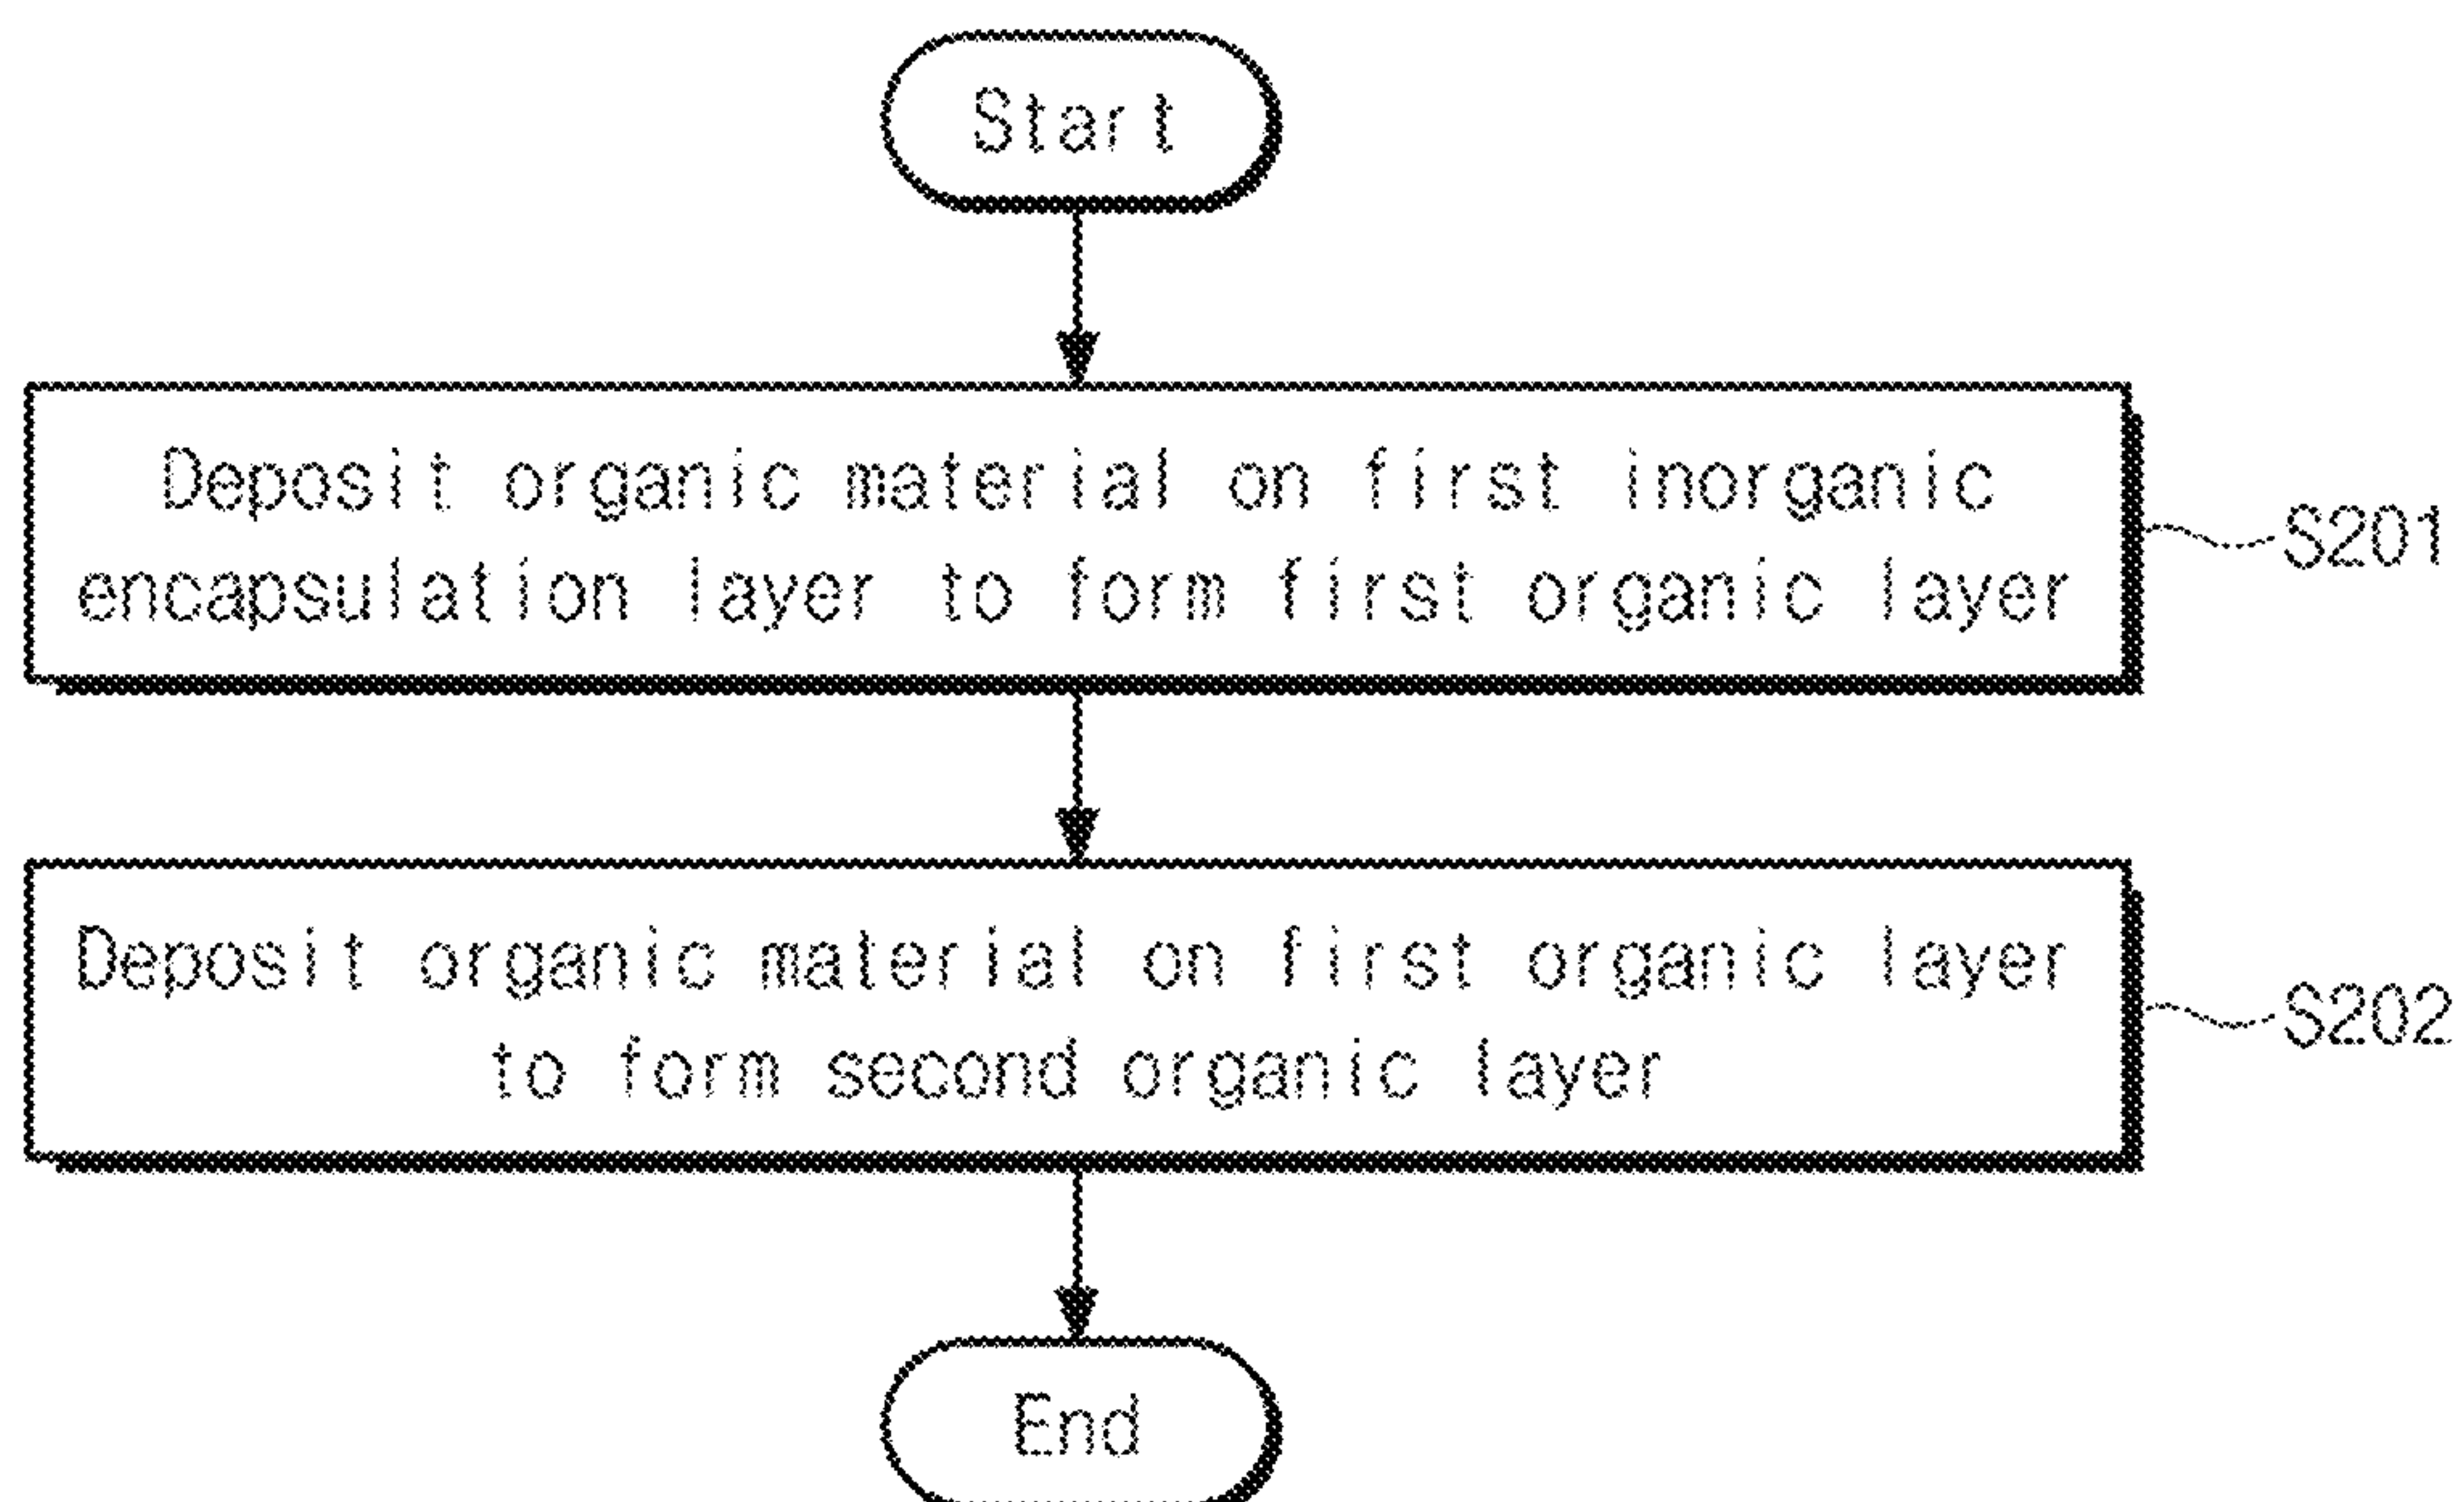 Start
Deposit organic material on first inorganic
encapsulation layer to form first organic layer
S201
Deposit organic material on first organic layer
to form second organic layer
S202
End